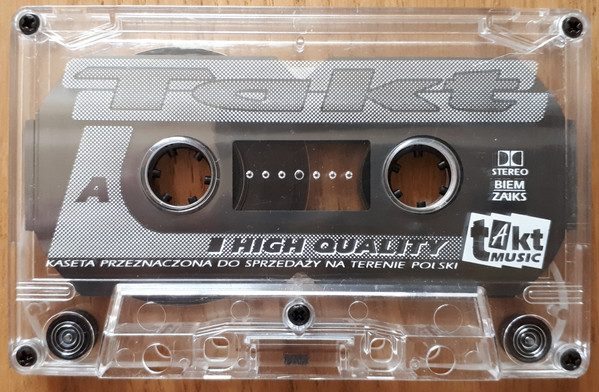 Takt
A
STEREO
BIEM
ZAIKS
HIGH QUALITY
takt
MUSIC
KASETA PRZEZNACZONA DO SPRZEDAŻY NA TERENIE POLSKI